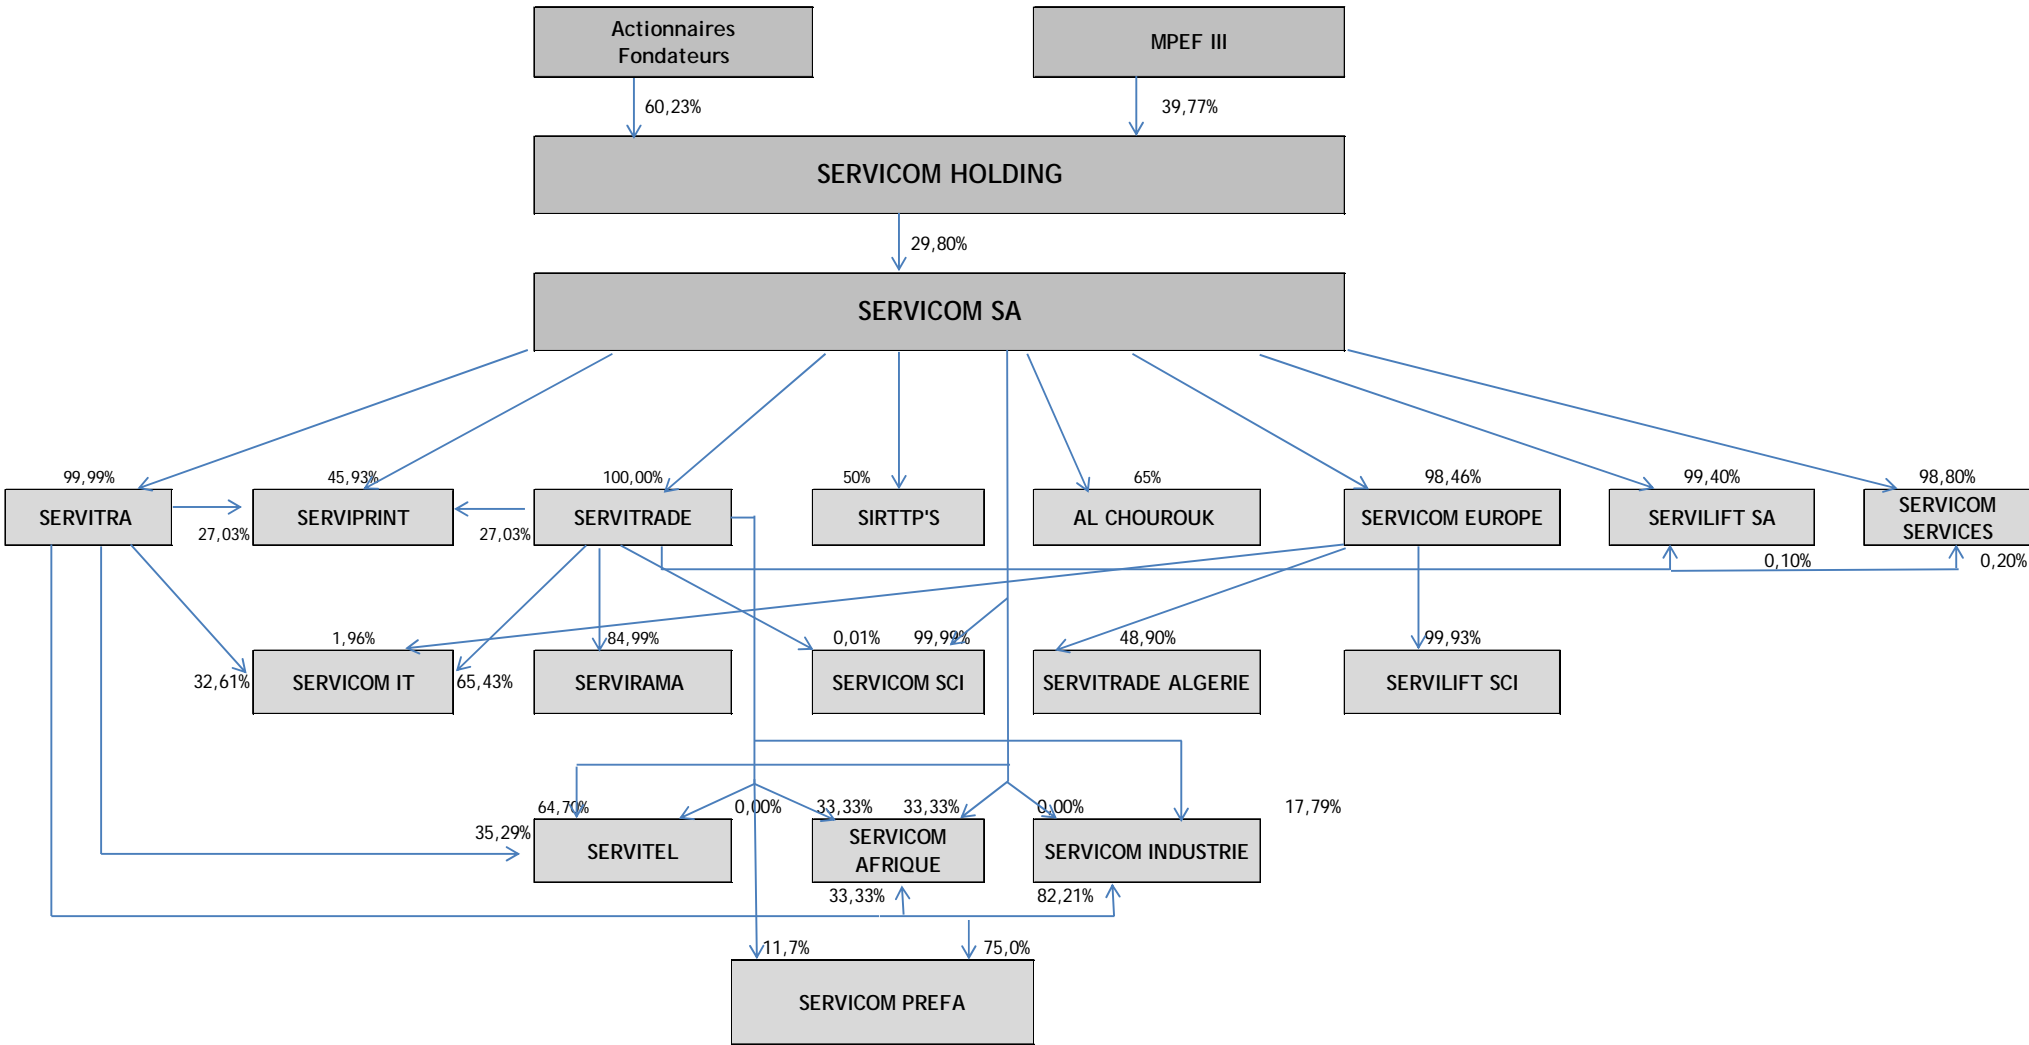 Actionnaires
Fondateurs
MPEF III
60,23%
39,77%
SERVICOM HOLDING
29,80%
SERVICOM SA
99,99%
45,93%
100,00%
50%
65%
98,46%
99,40%
98,80%
SERVITRA
SERVIPRINT
SERVITRADE
SIRTTP'S
AL CHOUROUK
SERVICOM EUROPE
SERVILIFT SA
SERVICOM
SERVICES
27,03%
27,03%
0,10%
0,20%
1,96%
84,99%
0,01%
99,99%
48,90%
99,93%
32,61%
SERVICOM IT
65,43%
SERVIRAMA
SERVICOM SCI
SERVITRADE ALGERIE
SERVILIFT SCI
64,70%
0,00%
33,33%
33,33%
0,00%
17,79%
35,29%
SERVITEL
SERVICOM
AFRIQUE
SERVICOM INDUSTRIE
33,33%
82,21%
11,7%
75,0%
SERVICOM PREFA